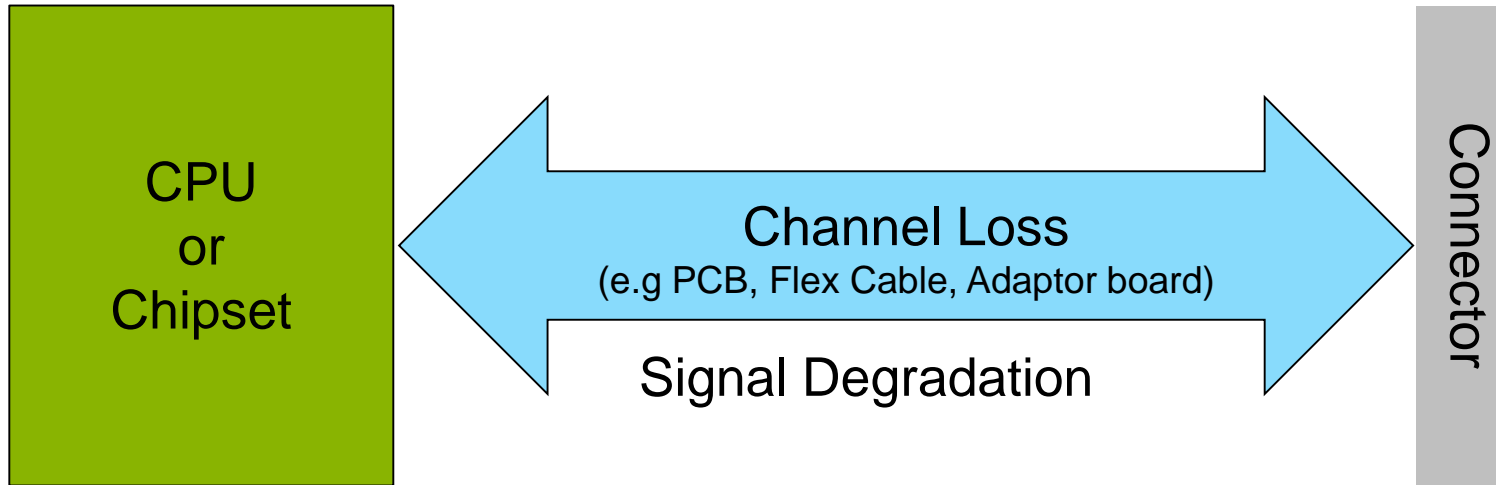 CPU
or
Chipset
Channel Loss
(e.g PCB, Flex Cable, Adaptor board)
Signal Degradation
Connector